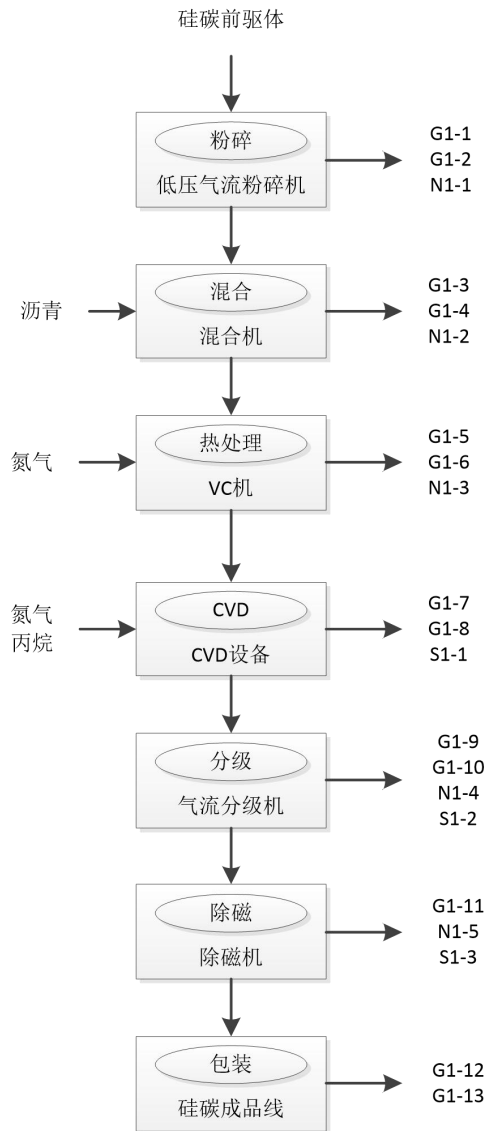 硅碳前驱体
粉碎
低压气流粉碎机
G1-1
G1-2
N1-1
沥青
混合
混合机
G1-3
G1-4
N1-2
氮气
热处理
VC机
G1-5
G1-6
N1-3
氮气
丙烷
CVD
CVD设备
G1-7
G1-8
S1-1
分级
气流分级机
G1-9
G1-10
N1-4
S1-2
除磁
除磁机
G1-11
N1-5
S1-3
包装
硅碳成品线
G1-12
G1-13